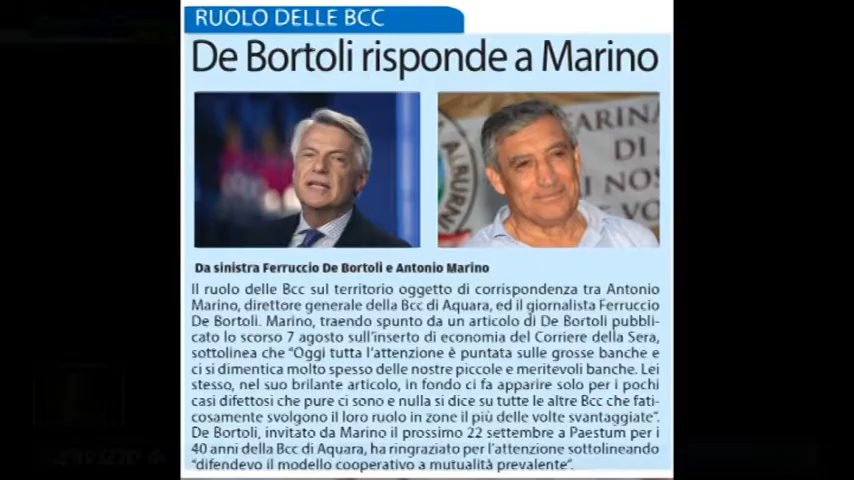 RUOLO DELLE BCC
De Bortoli risponde a Marino
ARINA
DI
I NOS
VO
ALBURNI
Da sinistra Ferruccio De Bortoli e Antonio Marino
Il ruolo delle Bcc sul territorio oggetto di corrispondenza tra Antonio
Marino, direttore generale della Bcc di Aquara, ed il giornalista Ferruccio
De Bortoli. Marino, traendo spunto da un articolo di De Bortoli pubbli-
cato lo scorso 7 agosto sull'inserto di economia del Corriere della Sera,
sottolinea che "Oggi tutta l'attenzione è puntata sulle grosse banche e
ci si dimentica molto spesso delle nostre piccole e meritevoli banche. Lei
stesso, nel suo brilante articolo, in fondo ci fa apparire solo per i pochi
casi difettosi che pure ci sono e nulla si dice su tutte le altre Bcc che fati-
cosamente svolgono il loro ruolo in zone il più delle volte svantaggiate".
De Bortoli, invitato da Marino il prossimo 22 settembre a Paestum per i
40 anni della Bcc di Aquara, ha ringraziato per l'attenzione sottolineando
"difendevo il modello cooperativo a mutualità prevalente".